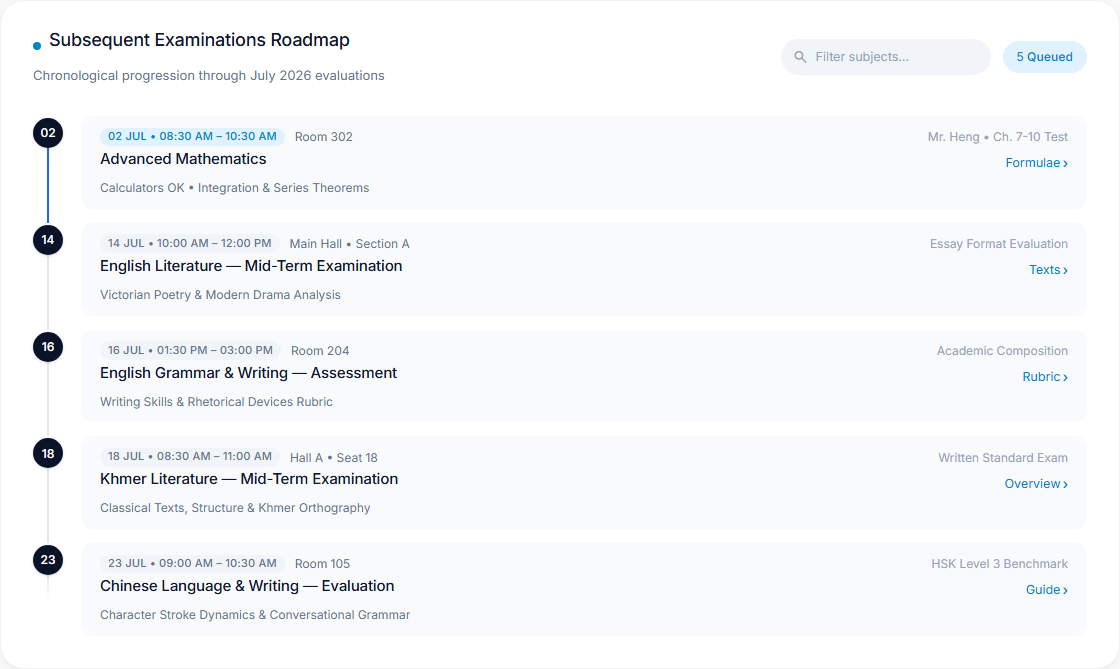 Subsequent Examinations Roadmap
Chronological progression through July 2026 evaluations
Filter subjects...
5 Queued
02
02 JUL • 08:30 AM – 10:30 AM Room 302
Mr. Heng • Ch. 7-10 Test
Advanced Mathematics
Formulae ›
Calculators OK • Integration & Series Theorems
14
14 JUL • 10:00 AM – 12:00 PM Main Hall • Section A
Essay Format Evaluation
English Literature — Mid-Term Examination
Texts ›
Victorian Poetry & Modern Drama Analysis
16
16 JUL • 01:30 PM – 03:00 PM Room 204
Academic Composition
English Grammar & Writing — Assessment
Rubric ›
Writing Skills & Rhetorical Devices Rubric
18
18 JUL • 08:30 AM – 11:00 AM Hall A • Seat 18
Written Standard Exam
Khmer Literature — Mid-Term Examination
Overview ›
Classical Texts, Structure & Khmer Orthography
23
23 JUL • 09:00 AM – 10:30 AM Room 105
HSK Level 3 Benchmark
Chinese Language & Writing — Evaluation
Guide ›
Character Stroke Dynamics & Conversational Grammar